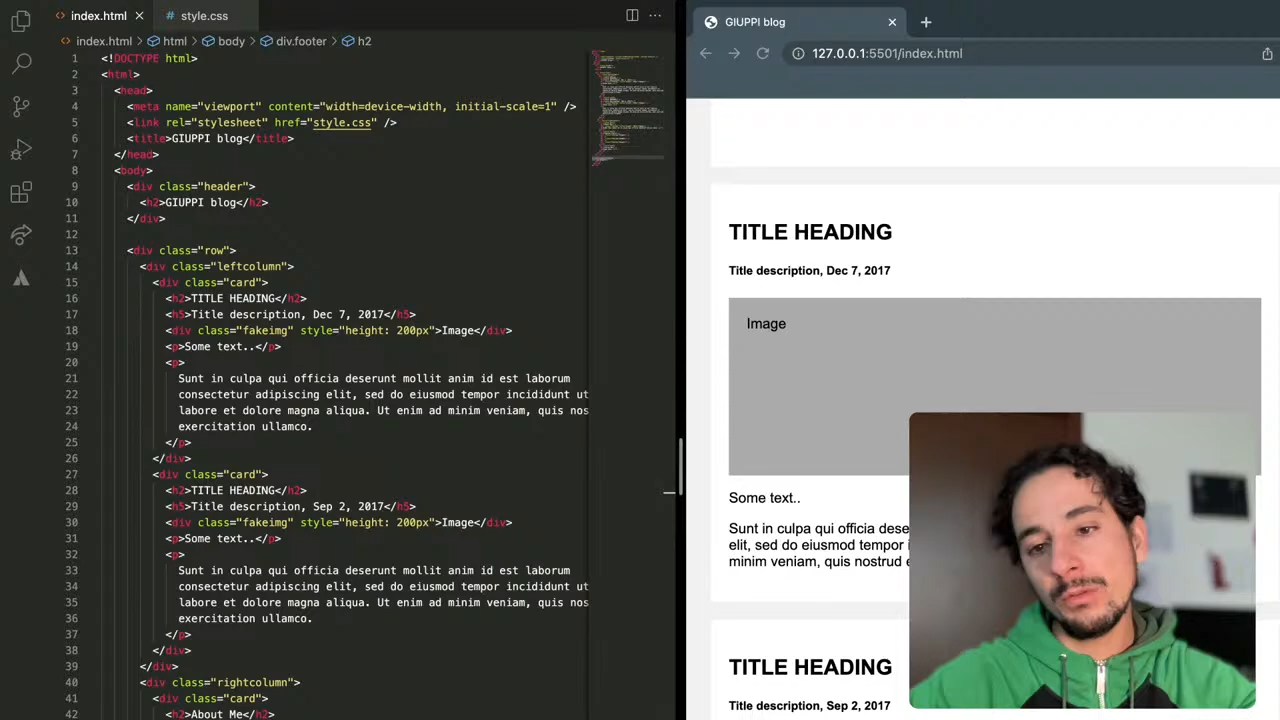 index.html
style.css
index.html > html > body > div.footer > h2
1 <!DOCTYPE html>
2 <html>
3 <head>
4 <meta name="viewport" content="width=device-width, initial-scale=1" />
5 <link rel="stylesheet" href="style.css" />
6 <title>GIUPPI blog</title>
7 </head>
8 <body>
9 <div class="header">
10 <h2>GIUPPI blog</h2>
11 </div>
12
13 <div class="row">
14 <div class="leftcolumn">
15 <div class="card">
16 <h2>TITLE HEADING</h2>
17 <h5>Title description, Dec 7, 2017</h5>
18 <div class="fakeimg" style="height: 200px">Image</div>
19 <p>Some text..</p>
20 <p>
21 Sunt in culpa qui officia deserunt mollit anim id est laborum
22 consectetur adipiscing elit, sed do eiusmod tempor incididunt ut
23 labore et dolore magna aliqua. Ut enim ad minim veniam, quis nos
24 exercitation ullamco.
25 </p>
26 </div>
27 <div class="card">
28 <h2>TITLE HEADING</h2>
29 <h5>Title description, Sep 2, 2017</h5>
30 <div class="fakeimg" style="height: 200px">Image</div>
31 <p>Some text..</p>
32 <p>
33 Sunt in culpa qui officia deserunt mollit anim id est laborum
34 consectetur adipiscing elit, sed do eiusmod tempor incididunt ut
35 labore et dolore magna aliqua. Ut enim ad minim veniam, quis nos
36 exercitation ullamco.
37 </p>
38 </div>
39 </div>
40 <div class="rightcolumn">
41 <div class="card">
42 <h2>About Me</h2>
GIUPPI blog
127.0.0.1:5501/index.html
TITLE HEADING
Title description, Dec 7, 2017
Image
Some text..
Sunt in culpa qui officia dese
elit, sed do eiusmod tempor i
minim veniam, quis nostrud e
TITLE HEADING
Title description, Sep 2, 2017